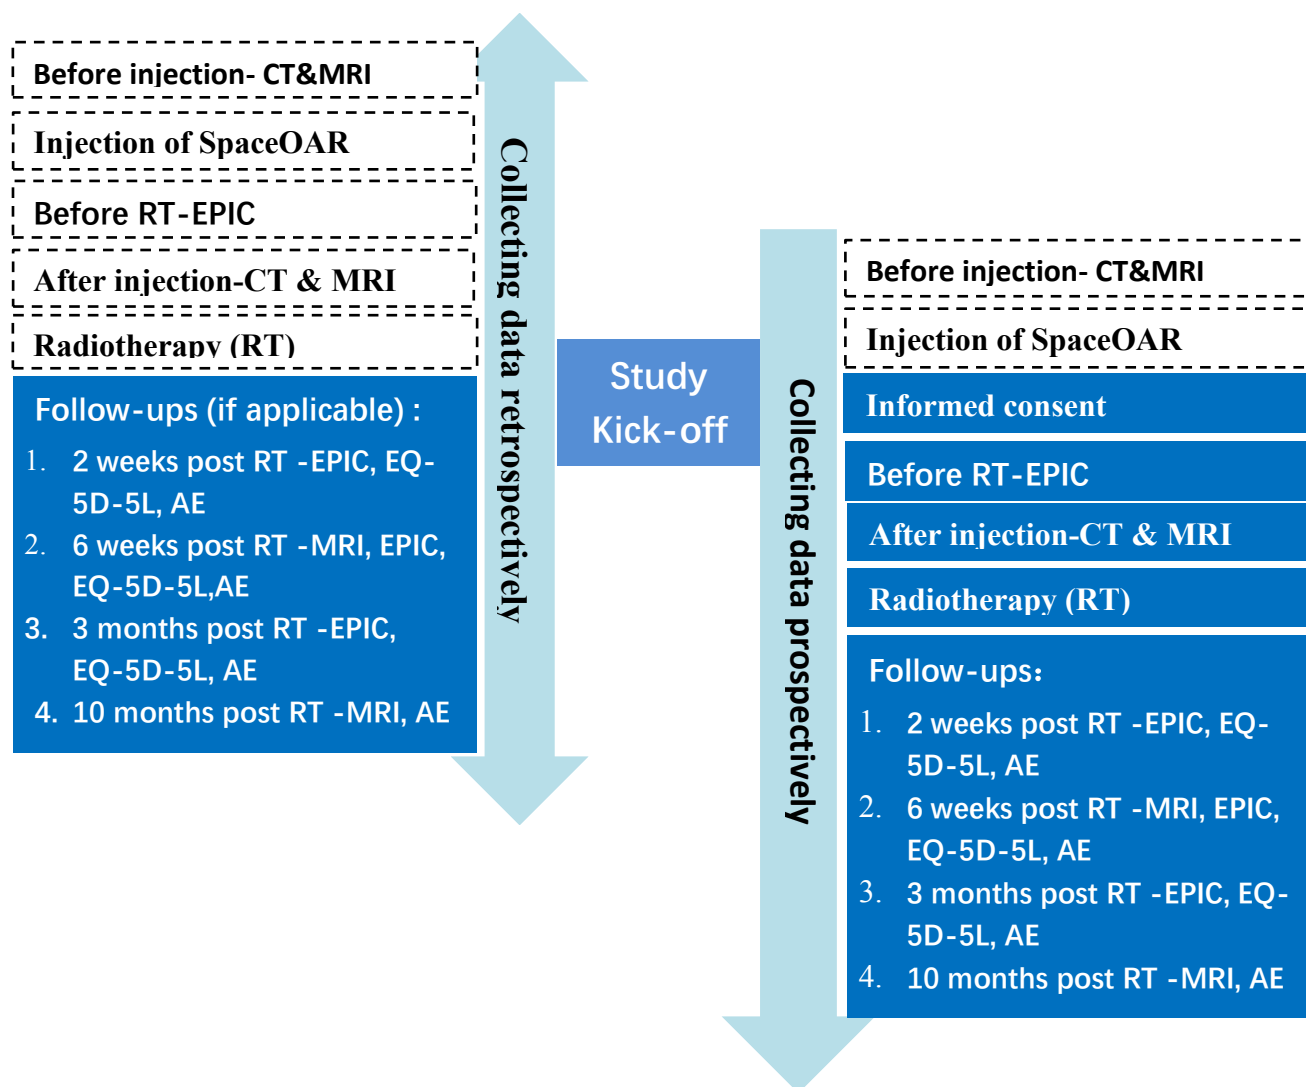 Before injection- CT&MRI
Injection of SpaceOAR
Before RT-EPIC
After injection-CT & MRI
Radiotherapy (RT)
Follow-ups (if applicable) :
1. 2 weeks post RT -EPIC, EQ-
5D-5L, AE
2. 6 weeks post RT -MRI, EPIC,
EQ-5D-5L,AE
3. 3 months post RT -EPIC,
EQ-5D-5L, AE
4. 10 months post RT -MRI, AE
Collecting data retrospectively
Study
Kick-off
Collecting data prospectively
Before injection- CT&MRI
Injection of SpaceOAR
Informed consent
Before RT-EPIC
After injection-CT & MRI
Radiotherapy (RT)
Follow-ups:
1. 2 weeks post RT -EPIC, EQ-
5D-5L, AE
2. 6 weeks post RT -MRI, EPIC,
EQ-5D-5L, AE
3. 3 months post RT -EPIC, EQ-
5D-5L, AE
4. 10 months post RT -MRI, AE